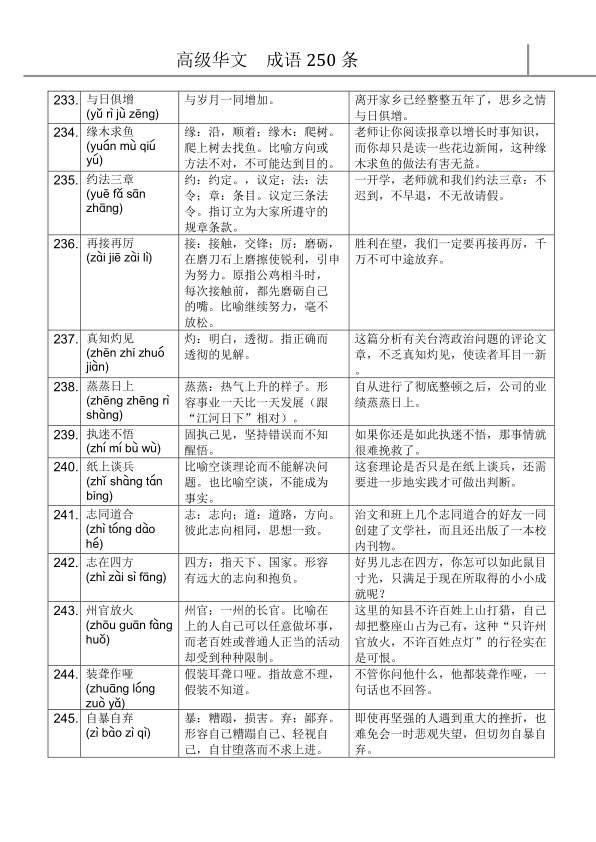 高级华文 成语 250 条
233. 与日俱增 (yǔ rì jù zēng)
与岁月一同增加。
离开家乡已经整整五年了，思乡之情
与日俱增。
234. 缘木求鱼 (yuán mù qiú yú)
缘：沿，顺着；缘木：爬树。
爬上树去找鱼。比喻方向或
方法不对，不可能达到目的。
老师让你阅读报章以增长时事知识，
而你却只是读一些花边新闻，这种缘
木求鱼的做法有害无益。
235. 约法三章 (yuē fǎ sān zhāng)
约：约定。，议定；法：法
令；章：条目。议定三条法
令。指订立为大家所遵守的
规章条款。
一开学，老师就和我们约法三章：不
迟到，不早退，不无故请假。
236. 再接再厉 (zài jiē zài lì)
接：接触，交锋；厉：磨砺，
在磨刀石上磨擦使锐利，引申
为努力。原指公鸡相斗时，
每次接触前，都先磨砺自己
的嘴。比喻继续努力，毫不
放松。
胜利在望，我们一定要再接再厉，千
万不可中途放弃。
237. 真知灼见 (zhēn zhi zhuó jiàn)
灼：明白，透彻。指正确而
透彻的见解。
这篇分析有关台湾政治问题的评论文
章，不乏真知灼见，使读者耳目一新
。
238. 蒸蒸日上 (zhēng zhēng rì shàng)
蒸蒸：热气上升的样子。形
容事业一天比一天发展（跟
“江河日下”相对）。
自从进行了彻底整顿之后，公司的业
绩蒸蒸日上。
239. 执迷不悟 (zhí mí bù wù)
固执己见，坚持错误而不知
醒悟。
如果你还是如此执迷不悟，那事情就
很难挽救了。
240. 纸上谈兵 (zhǐ shàng tán bing)
比喻空谈理论而不能解决问
题。也比喻空谈，不能成为
事实。
这套理论是否只是在纸上谈兵，还需
要进一步地实践才可做出判断。
241. 志同道合 (zhì tóng dào hé)
志：志向；道：道路，方向。
彼此志向相同，思想一致。
治文和班上几个志同道合的好友一同
创建了文学社，而且还出版了一本校
内刊物。
242. 志在四方 (zhì zài sì fāng)
四方：指天下、国家。形容
有远大的志向和抱负。
好男儿志在四方，你怎可以如此鼠目
寸光，只满足于现在所取得的小小成
就呢？
243. 州官放火 (zhōu guān fàng huǒ)
州官：一州的长官。比喻在
上的人自己可以任意做坏事，
而老百姓或普通人正当的活动
却受到种种限制。
这里的知县不许百姓上山打猎，自己
却把整座山占为己有，这种“只许州
官放火，不许百姓点灯”的行径实在
是可恨。
244. 装聋作哑 (zhuāng lóng zuò yǎ)
假装耳聋口哑。指故意不理，
假装不知道。
不管你问他什么，他都装聋作哑，一
句话也不回答。
245. 自暴自弃 (zì bào zì qì)
暴：糟蹋，损害。弃：鄙弃。
形容自己糟蹋自己、轻视自
己，自甘堕落而不求上进。
即使再坚强的人遇到重大的挫折，也
难免会一时悲观失望，但切勿自暴自
弃。